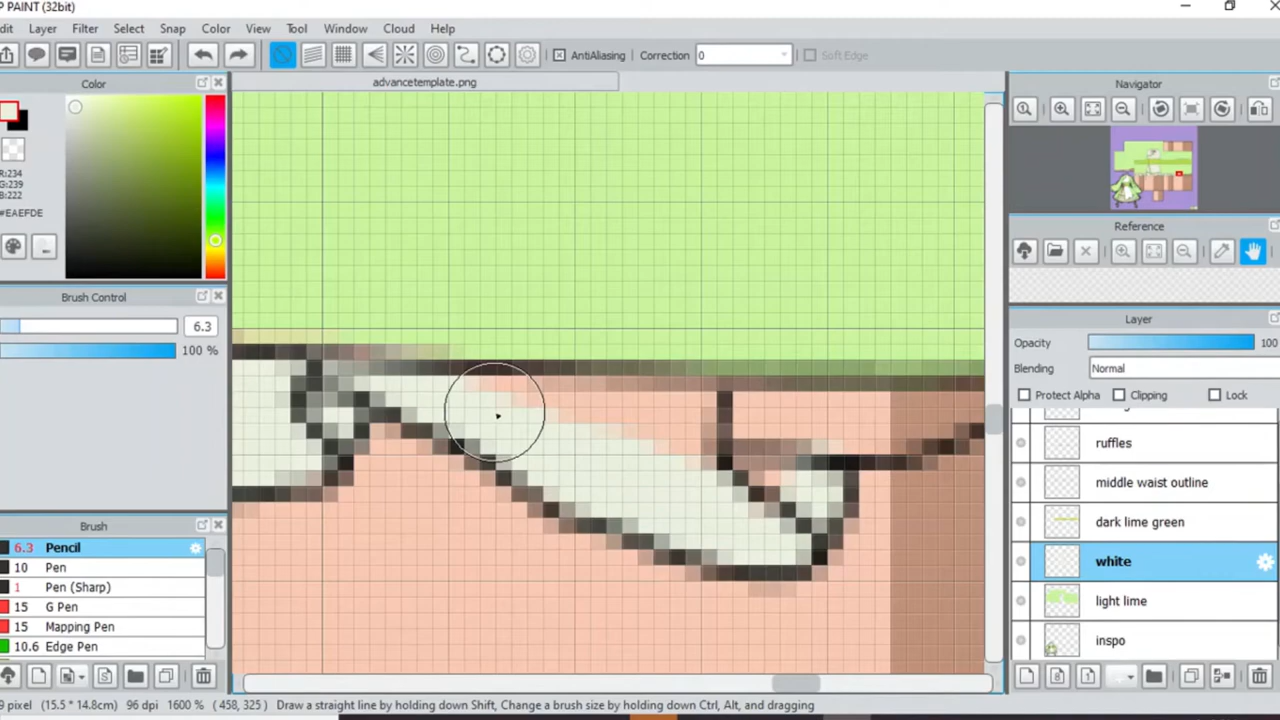 P PAINT (32bit)
dit Layer Filter Select Snap Color View Tool Window Cloud Help
AntiAliasing Correction 0 Soft Edge
Color
advancetemplate.png
Navigator
R:234
G:239
B:222
#EAEFDE
Reference
Brush Control
6.3
100 %
Layer
Opacity 100
Blending Normal
Protect Alpha Clipping Lock
ruffles
middle waist outline
dark lime green
white
light lime
inspo
Brush
6.3 Pencil
10 Pen
1 Pen (Sharp)
15 G Pen
15 Mapping Pen
10.6 Edge Pen
9 pixel (15.5 * 14.8cm) 96 dpi 1600 % ( 458, 325 ) Draw a straight line by holding down Shift, Change a brush size by holding down Ctrl, Alt, and dragging